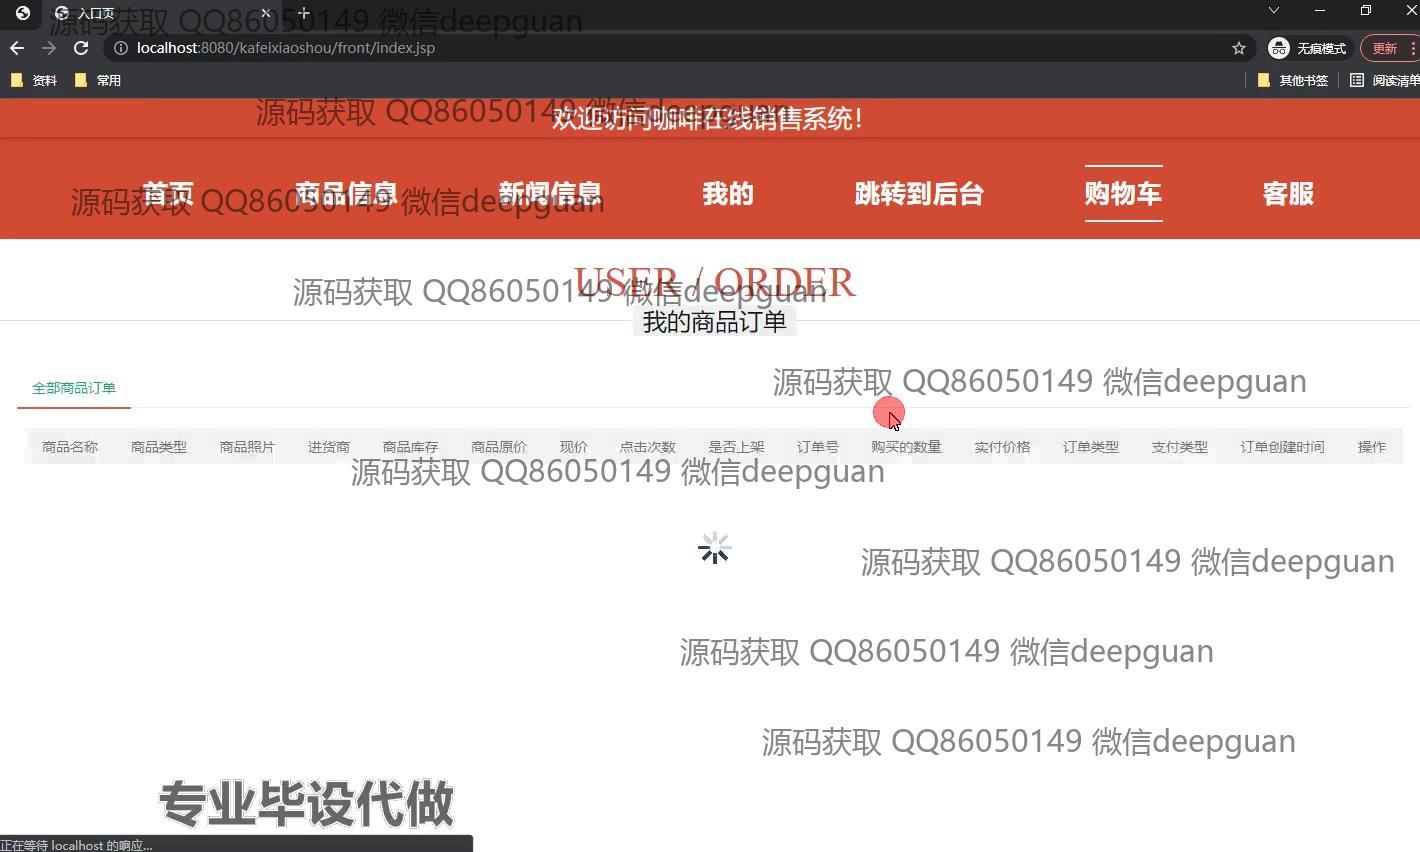 入口页
源码获取 QQ86050149 微信deepguan
localhost:8080/kafeixiaoshou/front/index.jsp
无痕模式
更新
资料
常用
其他书签
阅读清单
源码获取 QQ86050149 微信deepguan
欢迎访问咖啡在线销售系统！
首页 商品信息 新闻信息 我的 跳转到后台 购物车 客服
源码获取 QQ86050149 微信deepguan
USER / ORDER
源码获取 QQ86050149 微信deepguan
我的商品订单
源码获取 QQ86050149 微信deepguan
全部商品订单
商品名称 商品类型 商品照片 进货商 商品库存 商品原价 现价 点击次数 是否上架 订单号 购买的数量 实付价格 订单类型 支付类型 订单创建时间 操作
源码获取 QQ86050149 微信deepguan
源码获取 QQ86050149 微信deepguan
源码获取 QQ86050149 微信deepguan
源码获取 QQ86050149 微信deepguan
专业毕设代做
正在等待 localhost 的响应...